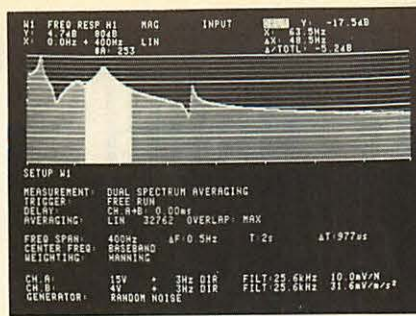 W1 FREQ RESP H1 MAG INPUT Y: -17.5dB
Y: 4.7dB 80dB X: 63.5Hz
X: 0.0Hz + 400Hz LIN ΔX: 48.5Hz
#A: 253 Δ/TOTL: -5.2dB
SETUP W1
MEASUREMENT: DUAL SPECTRUM AVERAGING
TRIGGER: FREE RUN
DELAY: CH.A→B: 0.00ms
AVERAGING: LIN 32762 OVERLAP: MAX
FREQ SPAN: 400Hz ΔF:0.5Hz T:2s ΔT:977µs
CENTER FREQ: BASEBAND
WEIGHTING: HANNING
CH.A: 15V + 3Hz DIR FILT:25.6kHz 10.0mV/N
CH.B: 4V + 3Hz DIR FILT:25.6kHz 31.6mV/m/s²
GENERATOR: RANDOM NOISE